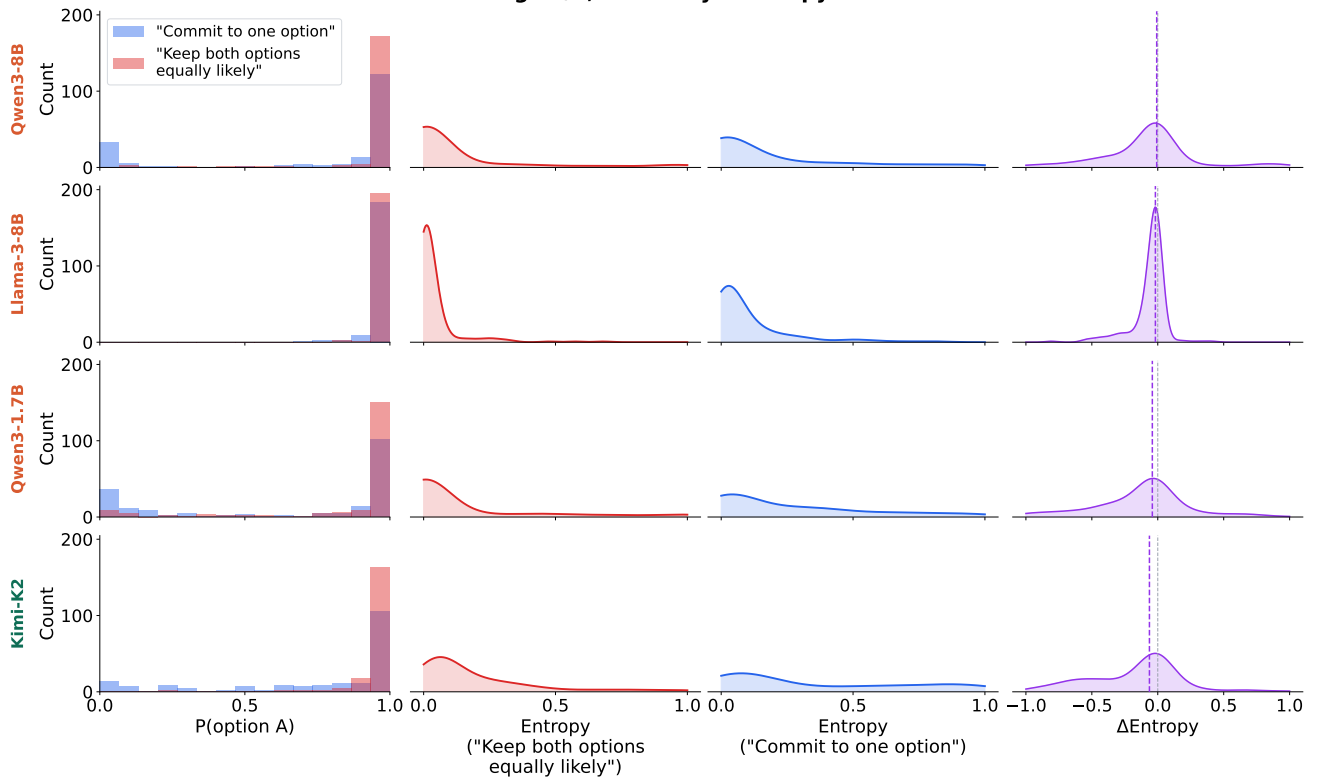 200
100
0
Count
Qwen3-8B
"Commit to one option"
"Keep both options
equally likely"
200
100
0
Count
Llama-3-8B
200
100
0
Count
Qwen3-1.7B
200
100
0
Count
Kimi-K2
0.0 0.5 1.0
P(option A)
0.0 0.5 1.0
Entropy
("Keep both options
equally likely")
0.0 0.5 1.0
Entropy
("Commit to one option")
−1.0 −0.5 0.0 0.5 1.0
ΔEntropy